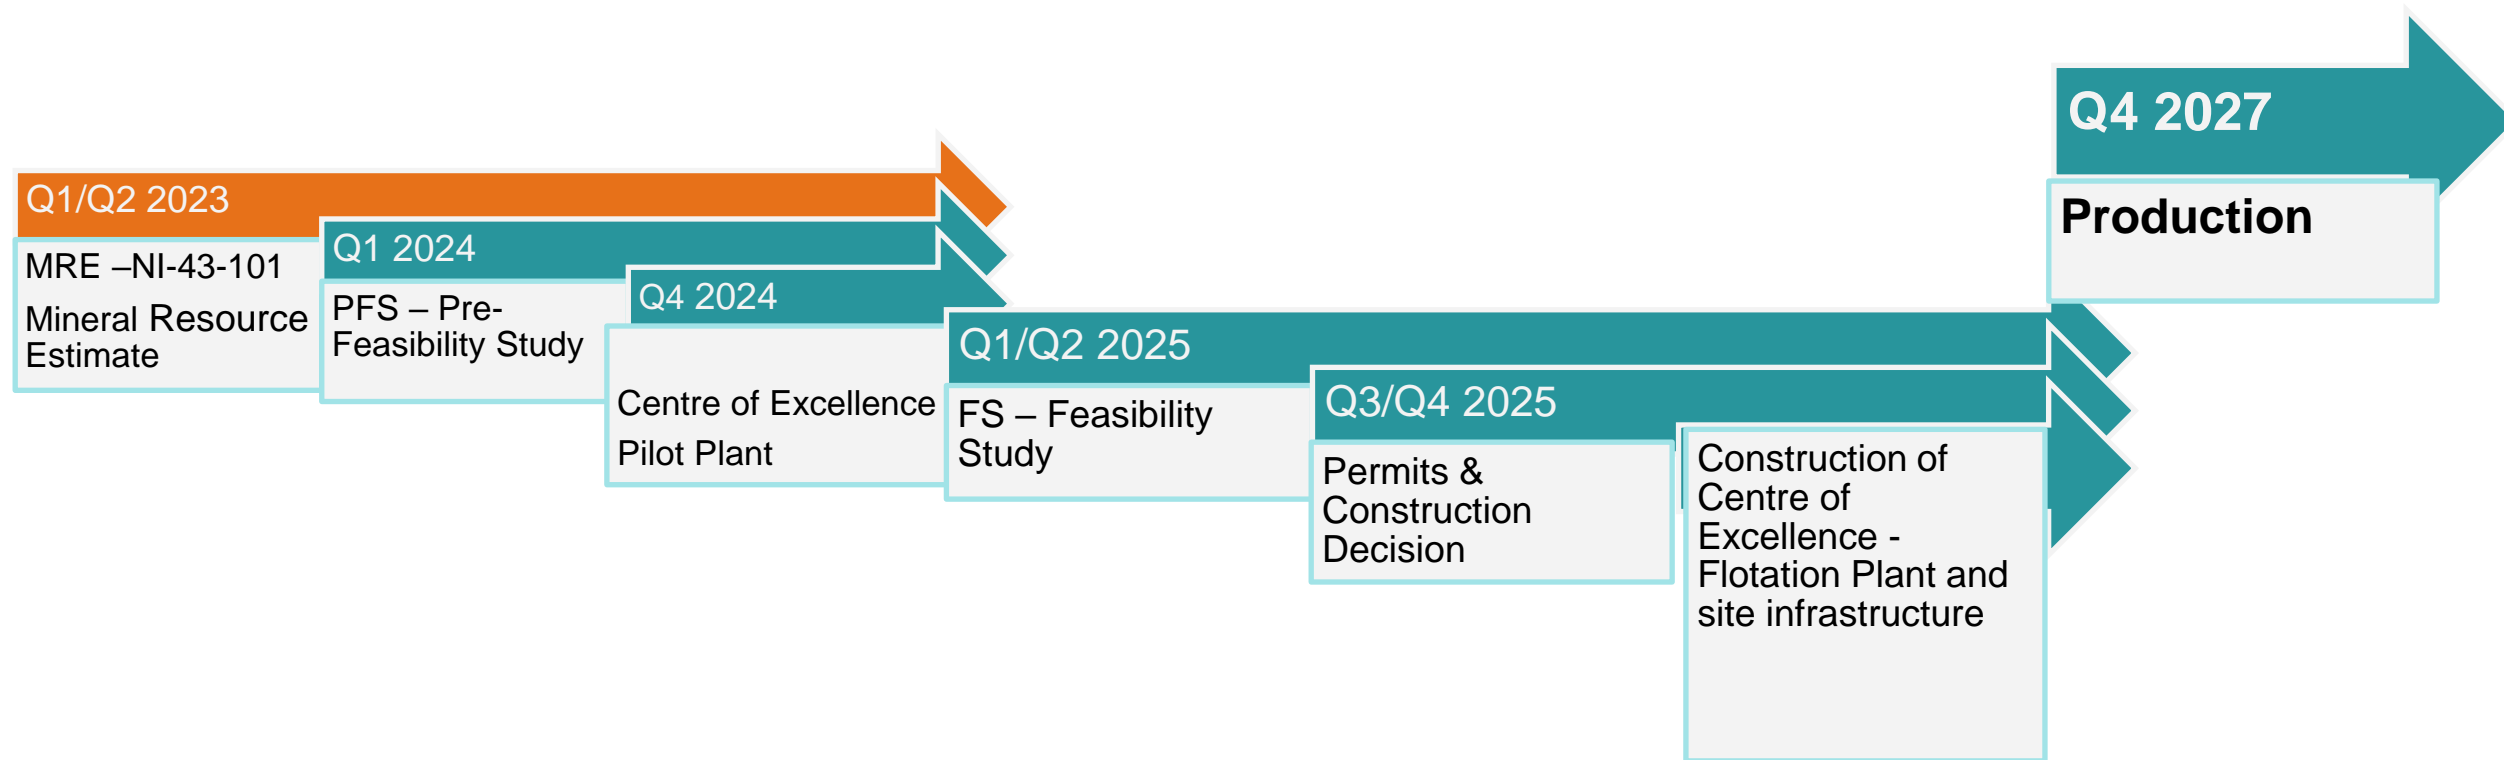 Q1/Q2 2023
MRE –NI-43-101
Mineral Resource
Estimate
Q1 2024
PFS – Pre-
Feasibility Study
Q4 2024
Centre of Excellence
Pilot Plant
Q1/Q2 2025
FS – Feasibility
Study
Q3/Q4 2025
Permits &
Construction
Decision
Construction of
Centre of
Excellence -
Flotation Plant and
site infrastructure
Q4 2027
Production